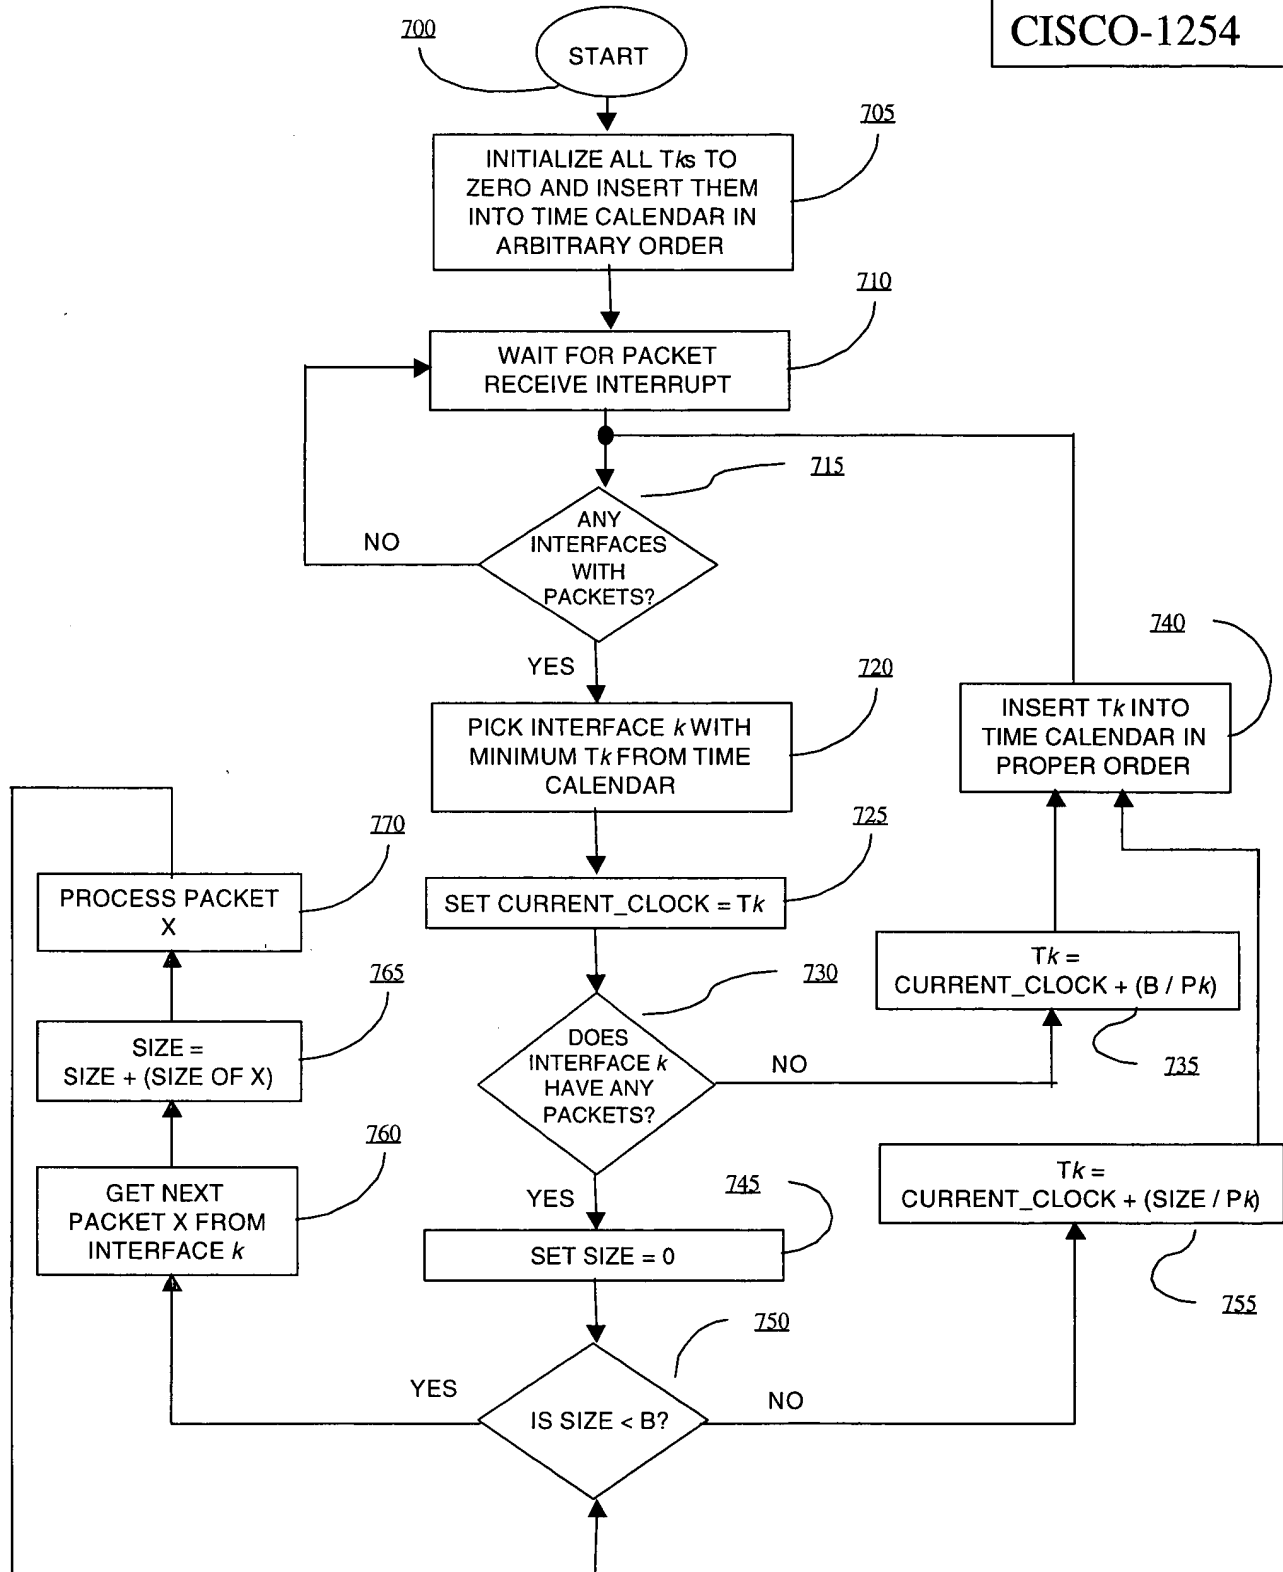 CISCO-1254
700
START
705
INITIALIZE ALL Tks TO
ZERO AND INSERT THEM
INTO TIME CALENDAR IN
ARBITRARY ORDER
710
WAIT FOR PACKET
RECEIVE INTERRUPT
715
ANY
INTERFACES
WITH
PACKETS?
NO
YES
720
PICK INTERFACE k WITH
MINIMUM Tk FROM TIME
CALENDAR
740
INSERT Tk INTO
TIME CALENDAR IN
PROPER ORDER
725
SET CURRENT_CLOCK = Tk
770
PROCESS PACKET
X
730
DOES
INTERFACE k
HAVE ANY
PACKETS?
NO
YES
Tk =
CURRENT_CLOCK + (B / Pk)
735
765
SIZE =
SIZE + (SIZE OF X)
760
GET NEXT
PACKET X FROM
INTERFACE k
745
SET SIZE = 0
Tk =
CURRENT_CLOCK + (SIZE / Pk)
755
750
IS SIZE < B?
YES
NO